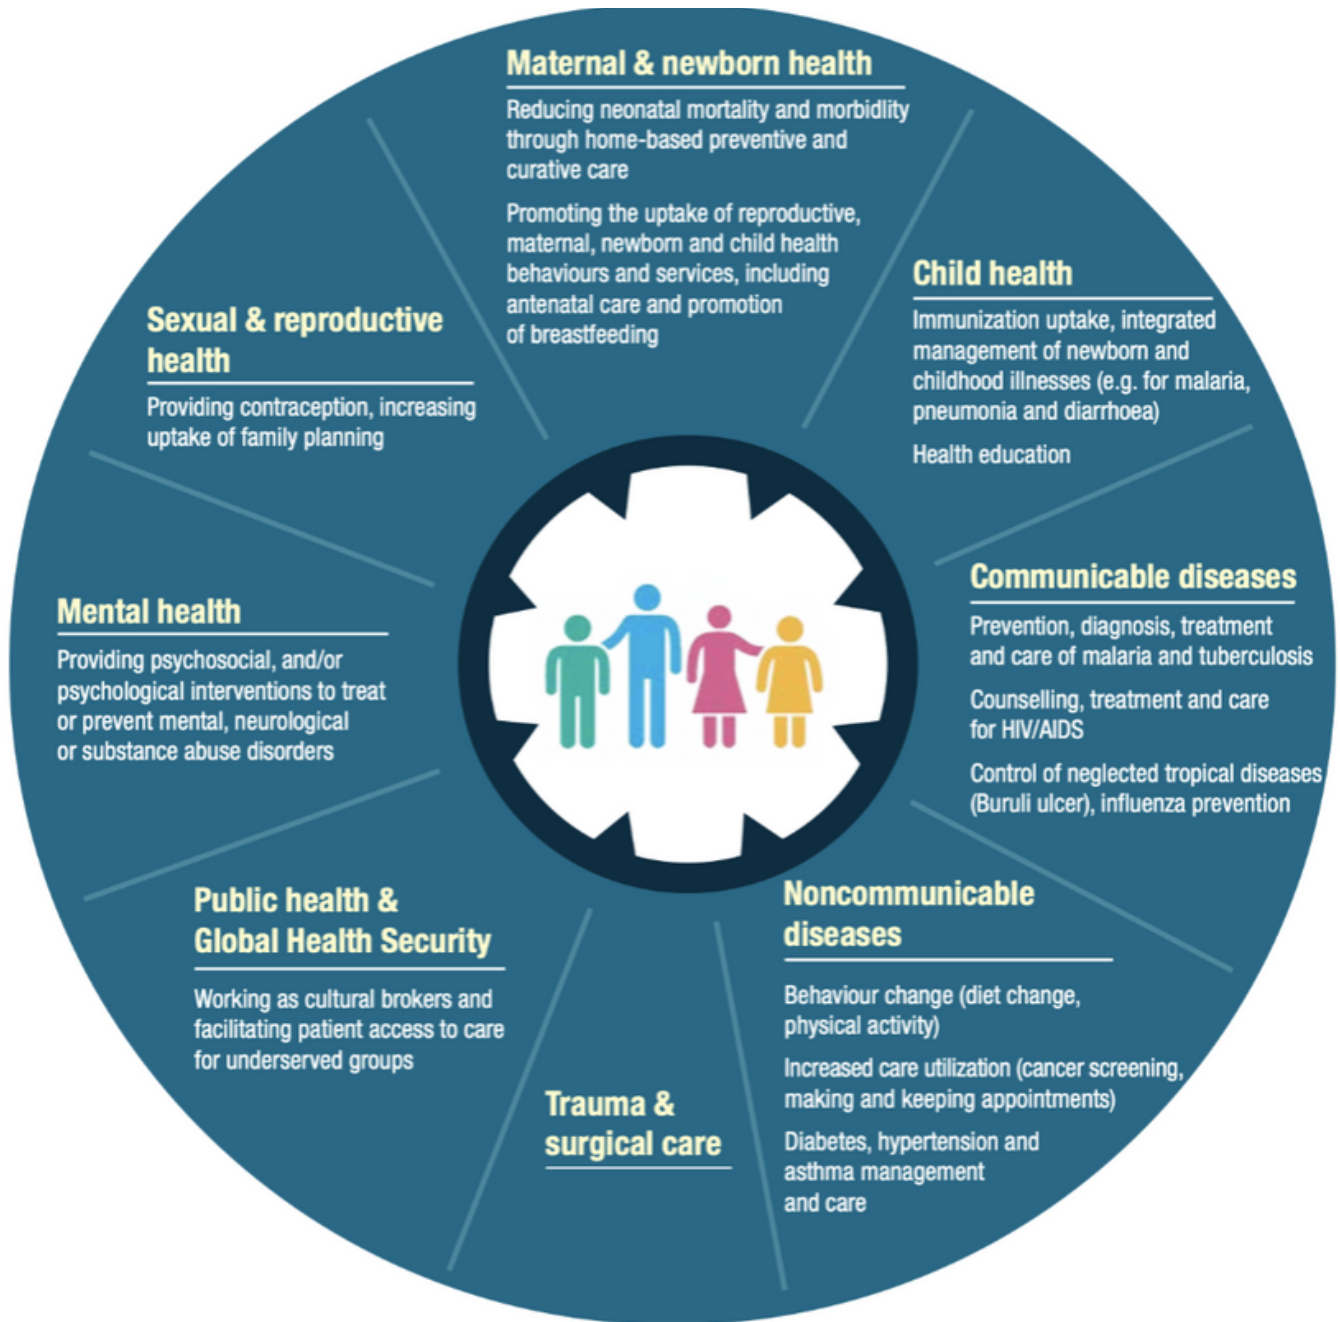 Maternal & newborn health
Reducing neonatal mortality and morbidlity
through home-based preventive and
curative care
Promoting the uptake of reproductive,
maternal, newborn and child health
behaviours and services, including
antenatal care and promotion
of breastfeeding
Child health
Immunization uptake, integrated
management of newborn and
childhood illnesses (e.g. for malaria,
pneumonia and diarrhoea)
Health education
Communicable diseases
Prevention, diagnosis, treatment
and care of malaria and tuberculosis
Counselling, treatment and care
for HIV/AIDS
Control of neglected tropical diseases
(Buruli ulcer), influenza prevention
Noncommunicable
diseases
Behaviour change (diet change,
physical activity)
Increased care utilization (cancer screening,
making and keeping appointments)
Diabetes, hypertension and
asthma management
and care
Trauma &
surgical care
Public health &
Global Health Security
Working as cultural brokers and
facilitating patient access to care
for underserved groups
Mental health
Providing psychosocial, and/or
psychological interventions to treat
or prevent mental, neurological
or substance abuse disorders
Sexual & reproductive
health
Providing contraception, increasing
uptake of family planning